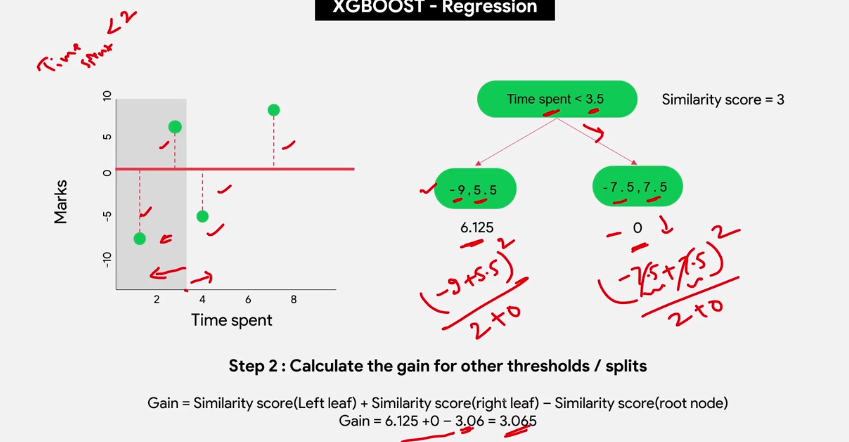 XGBOOST - Regression
Time spent < 2
Time spent < 3.5
Similarity score = 3
-9,5.5
-7.5,7.5
6.125
0
(-9+5.5)²
2+0
(-7.5+7.5)²
2+0
Marks
10
5
0
-5
-10
2 4 6 8
Time spent
Step 2 : Calculate the gain for other thresholds / splits
Gain = Similarity score(Left leaf) + Similarity score(right leaf) – Similarity score(root node)
Gain = 6.125 +0 – 3.06 = 3.065